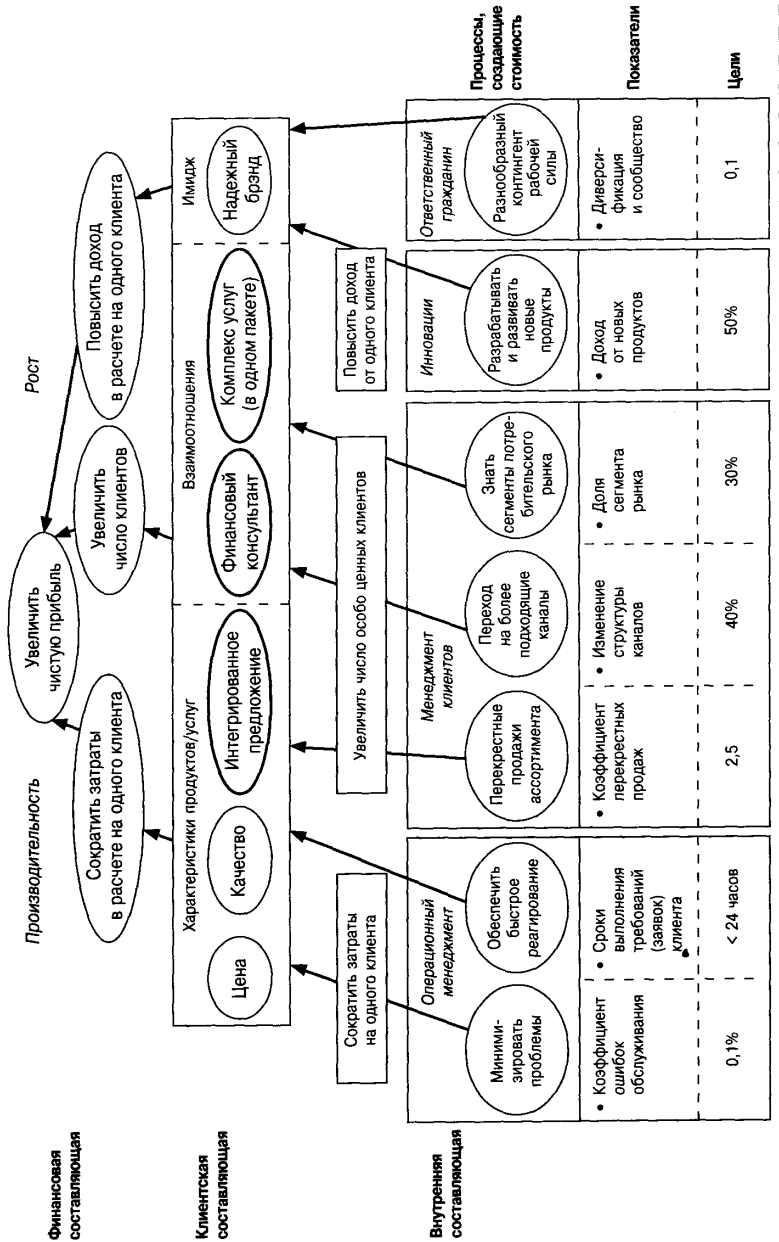 Финансовая
составляющая
Производительность
Рост
Увеличить
чистую прибыль
Сократить затраты
в расчете на одного клиента
Увеличить
число клиентов
Повысить доход
в расчете на одного клиента
Клиентская
составляющая
Характеристики продуктов/услуг
Взаимоотношения
Имидж
Цена
Качество
Интегрированное
предложение
Финансовый
консультант
Комплекс услуг
(в одном пакете)
Надежный
брэнд
Сократить затраты
на одного клиента
Увеличить число особо ценных клиентов
Повысить доход
от одного клиента
Внутренняя
составляющая
Операционный
менеджмент
Миними-
зировать
проблемы
Обеспечить
быстрое
реагирование
Менеджмент
клиентов
Перекрестные
продажи
ассортимента
Переход
на более
подходящие
каналы
Знать
сегменты потре-
бительского
рынка
Инновации
Разрабатывать
и развивать
новые
продукты
Ответственный
гражданин
Разнообразный
контингент
рабочей
силы
Процессы,
создающие
стоимость
• Коэффициент
ошибок
обслуживания
• Сроки
выполнения
требований
(заявок)
клиента
• Коэффициент
перекрестных
продаж
• Изменение
структуры
каналов
• Доля
сегмента
рынка
• Доход
от новых
продуктов
• Диверси-
фикация
и сообщество
Показатели
0,1%
< 24 часов
2,5
40%
30%
50%
0,1
Цели